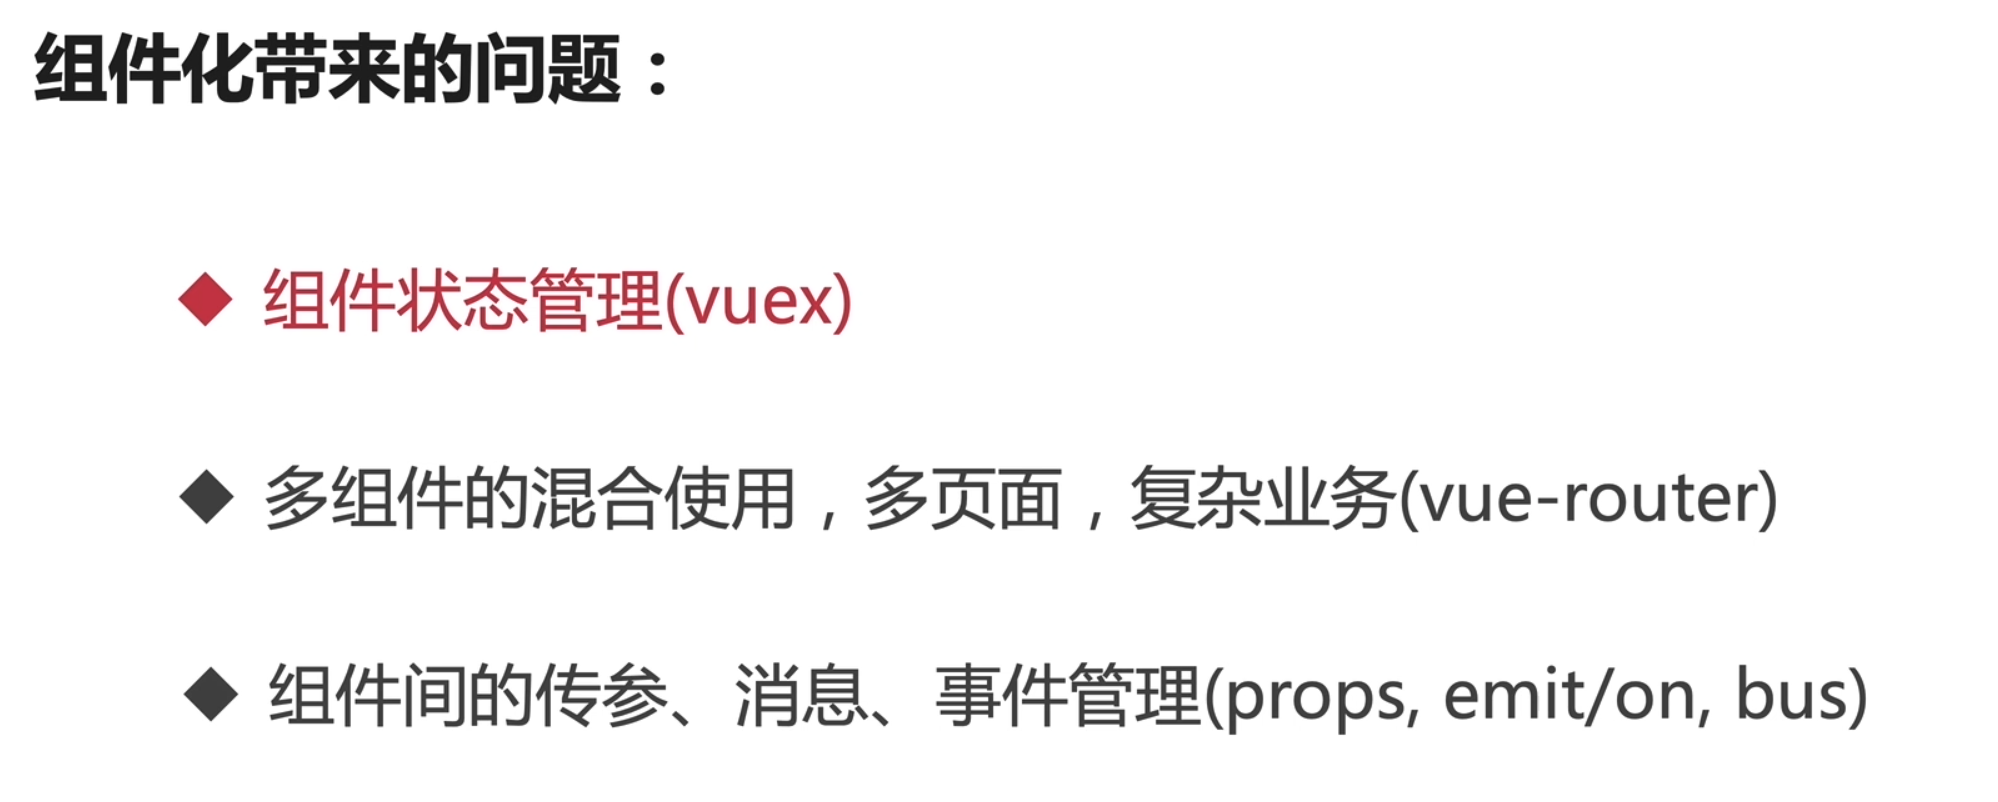 组件化带来的问题：
◆ 组件状态管理(vuex)
◆ 多组件的混合使用，多页面，复杂业务(vue-router)
◆ 组件间的传参、消息、事件管理(props, emit/on, bus)